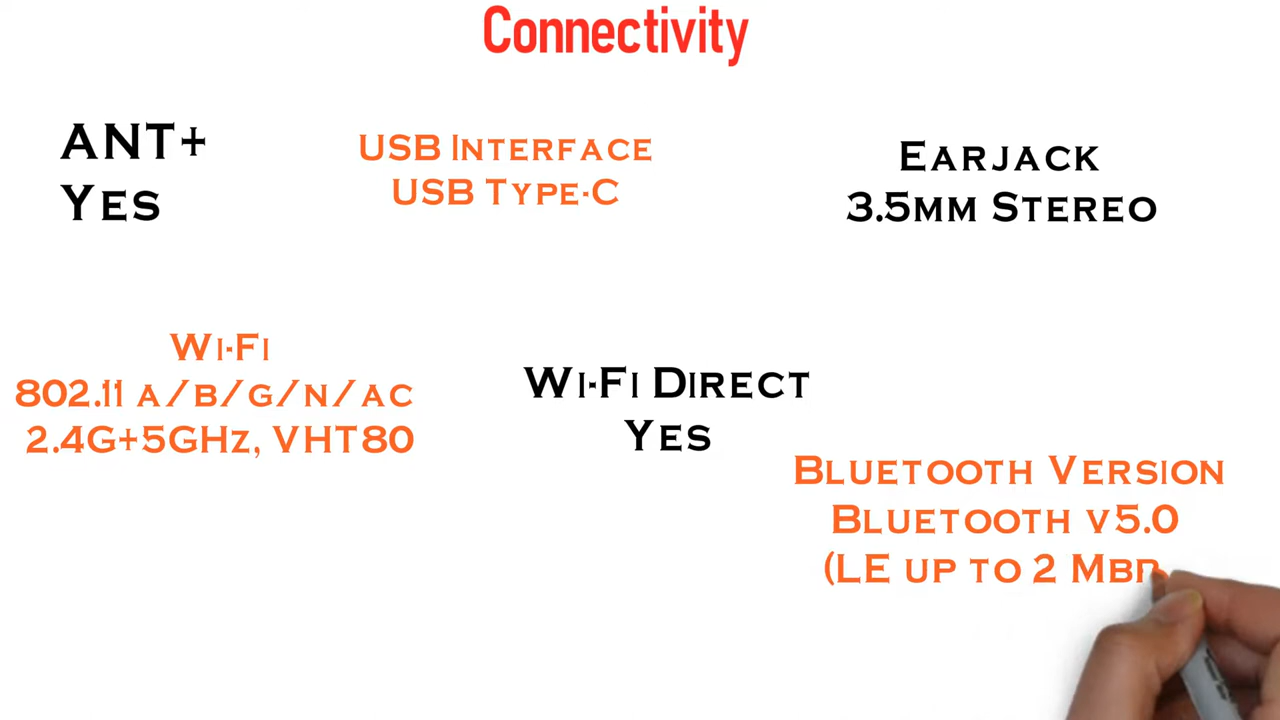 Connectivity
ANT+
Yes
USB Interface
USB Type-C
Earjack
3.5mm Stereo
Wi-Fi
802.11 a/b/g/n/ac
2.4G+5GHz, VHT80
Wi-Fi Direct
Yes
Bluetooth Version
Bluetooth v5.0
(LE up to 2